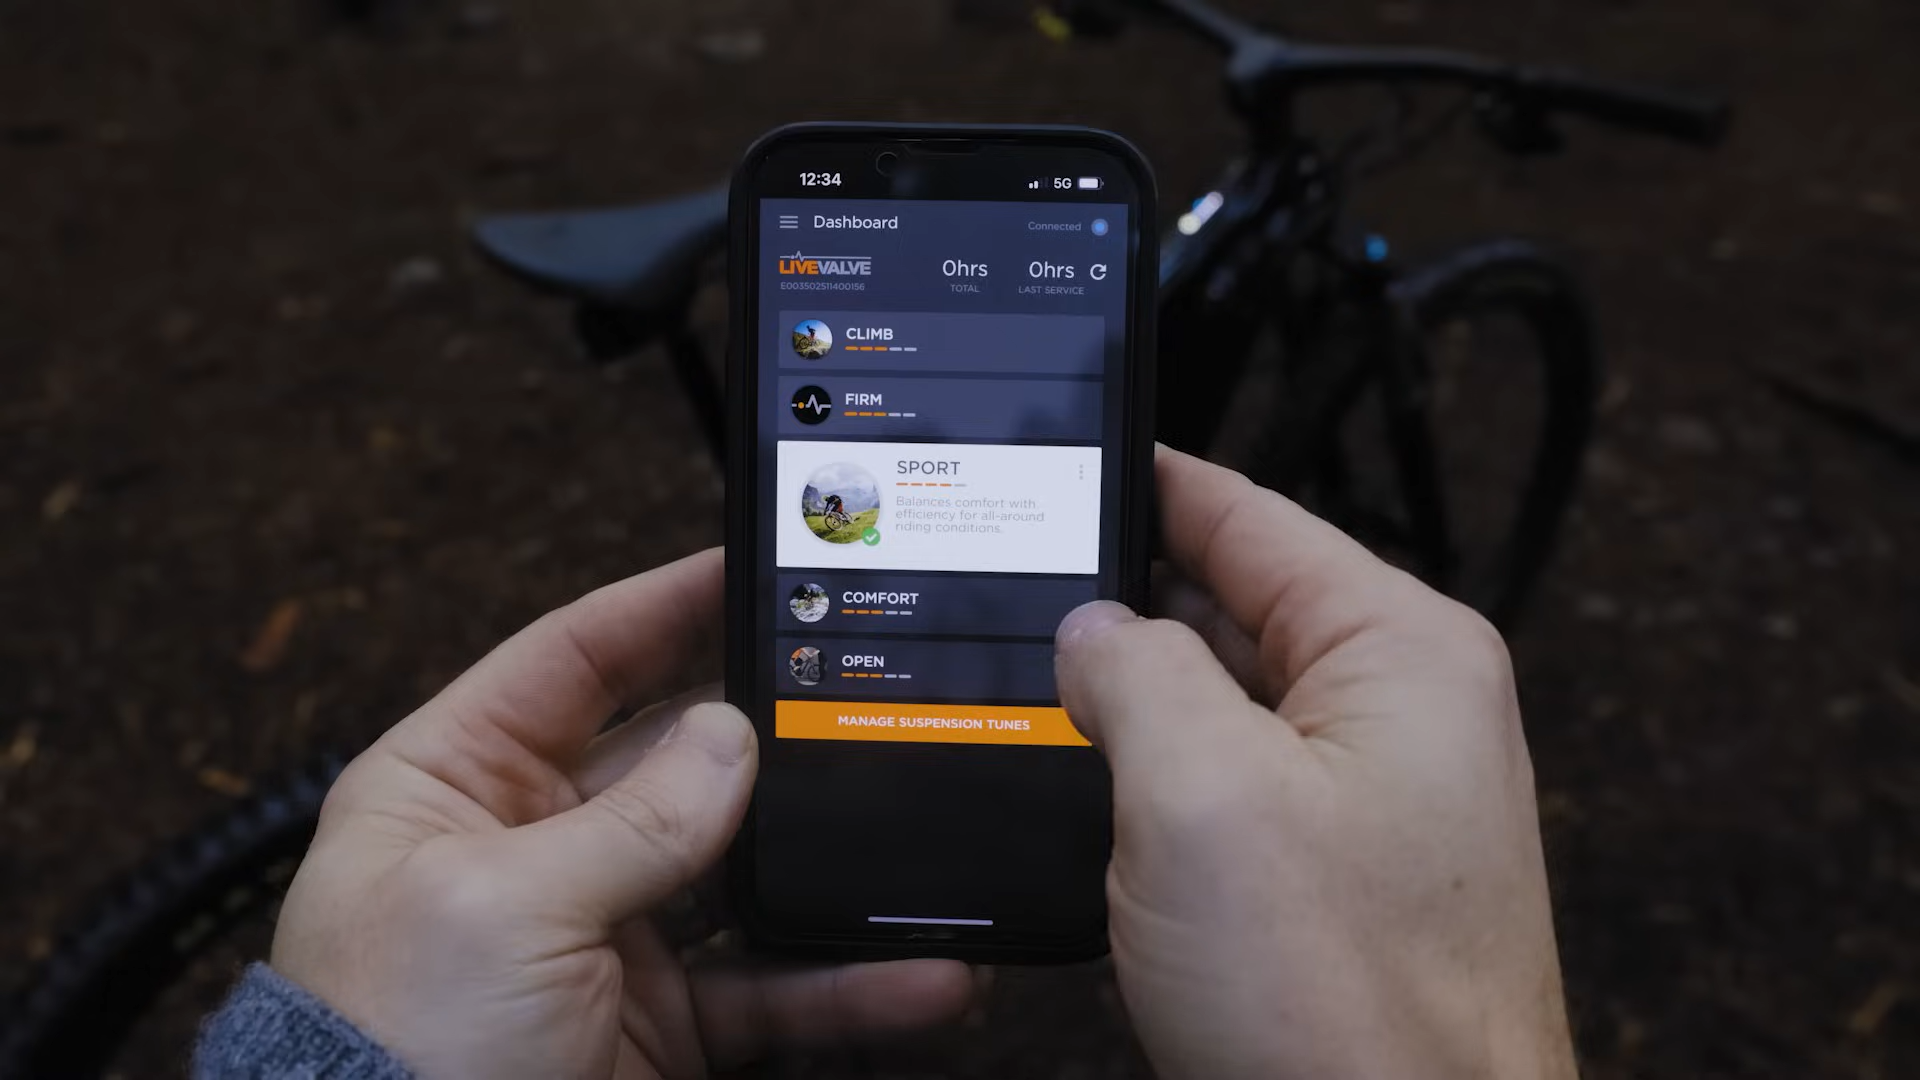 12:34
5G
Dashboard
Connected
LIVEVALVE
E003502511400156
0hrs
TOTAL
0hrs
LAST SERVICE
CLIMB
FIRM
SPORT
Balances comfort with
efficiency for all-around
riding conditions.
COMFORT
OPEN
MANAGE SUSPENSION TUNES